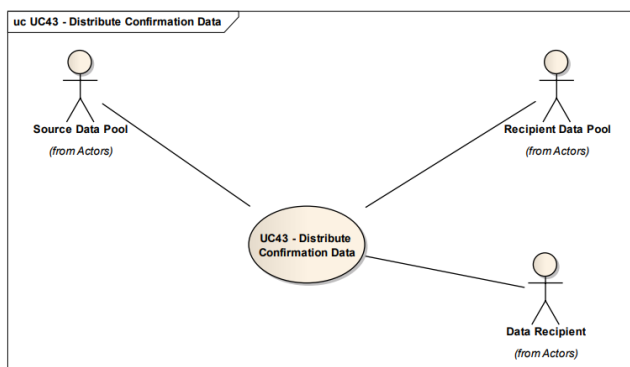 uc UC43 - Distribute Confirmation Data
Source Data Pool
(from Actors)
Recipient Data Pool
(from Actors)
UC43 - Distribute
Confirmation Data
Data Recipient
(from Actors)